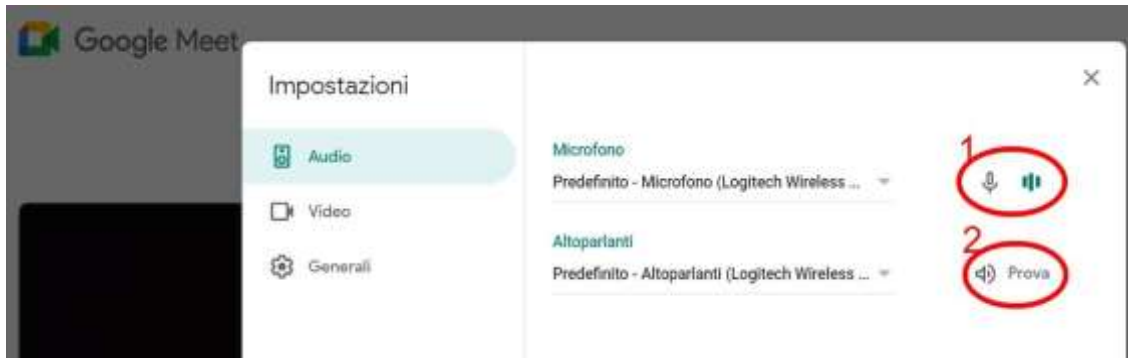 Google Meet
Impostazioni
Audio
Video
Generali
Microfono
Predefinito - Microfono (Logitech Wireless ...
1
Altoparlanti
Predefinito - Altoparlanti (Logitech Wireless ...
2
Prova